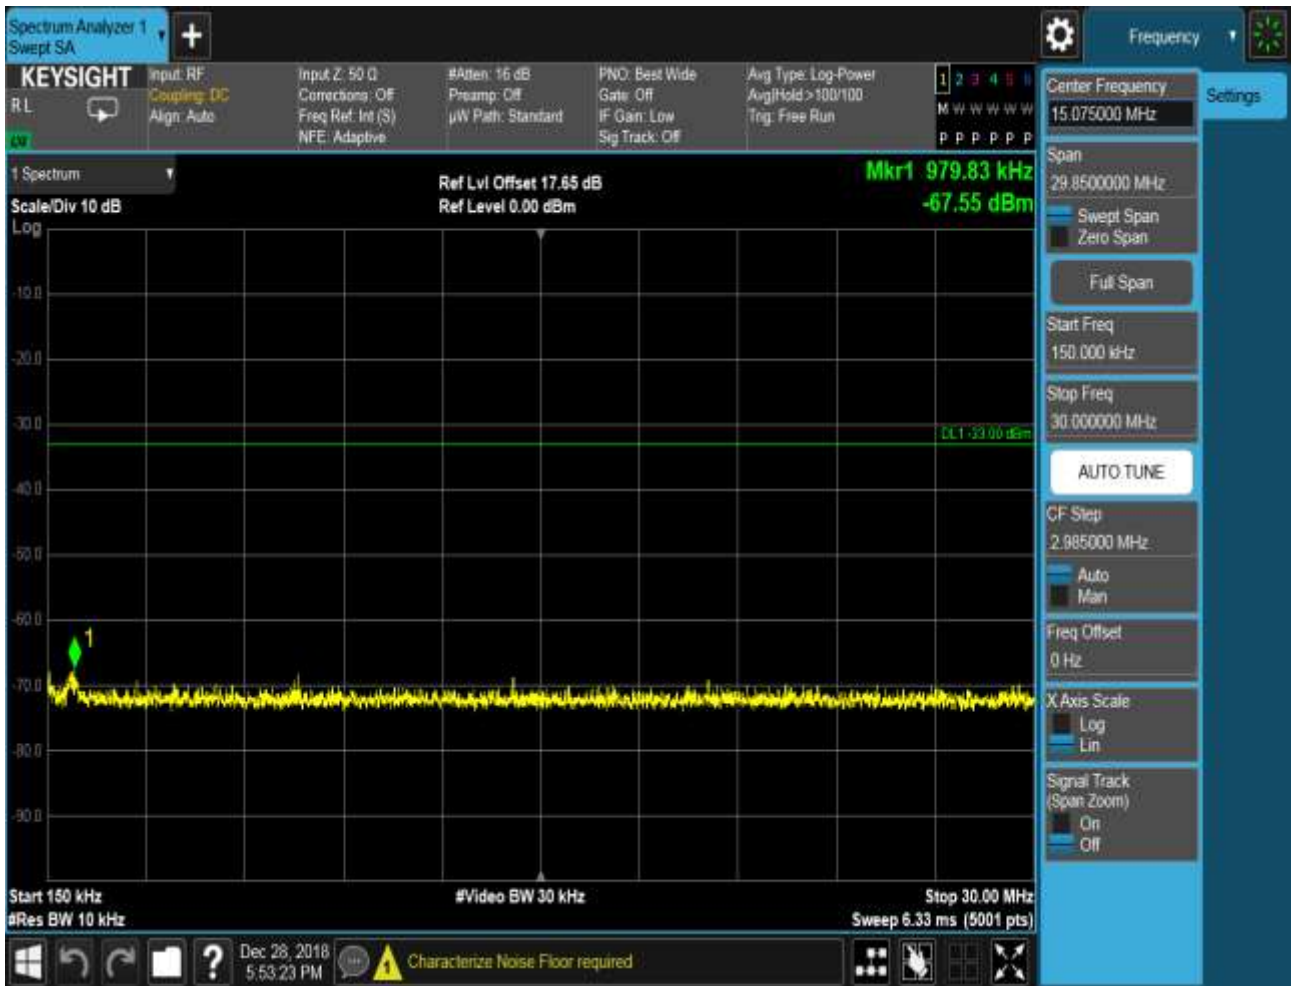 Spectrum Analyzer 1
Swept SA
Frequency
KEYSIGHT
R L
Input: RF
Coupling: DC
Align: Auto
Input Z: 50 Ω
Corrections: Off
Freq Ref: Int (S)
NFE: Adaptive
#Atten: 16 dB
Preamp: Off
µW Path: Standard
PNO: Best Wide
Gate: Off
IF Gain: Low
Sig Track: Off
Avg Type: Log-Power
Avg|Hold:>100/100
Trig: Free Run
1 2 3 4 5 6
M W W W W W
P P P P P P
1 Spectrum
Scale/Div 10 dB
Log
Ref Lvl Offset 17.65 dB
Ref Level 0.00 dBm
Mkr1 979.83 kHz
-67.55 dBm
-10.0
-20.0
-30.0
DL1 -33.00 dBm
-40.0
-50.0
-60.0
1
-70.0
-80.0
-90.0
Start 150 kHz
#Res BW 10 kHz
#Video BW 30 kHz
Stop 30.00 MHz
Sweep 6.33 ms (5001 pts)
Dec 28, 2018
5:53:23 PM
Characterize Noise Floor required
Settings
Center Frequency
15.075000 MHz
Span
29.8500000 MHz
Swept Span
Zero Span
Full Span
Start Freq
150.000 kHz
Stop Freq
30.000000 MHz
AUTO TUNE
CF Step
2.985000 MHz
Auto
Man
Freq Offset
0 Hz
X Axis Scale
Log
Lin
Signal Track
(Span Zoom)
On
Off